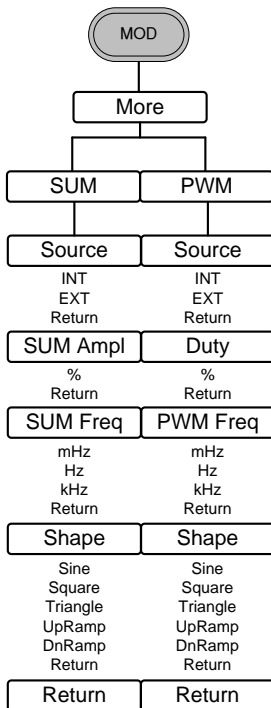 MOD
More
SUM PWM
Source Source
INT INT
EXT EXT
Return Return
SUM Ampl Duty
% %
Return Return
SUM Freq PWM Freq
mHz mHz
Hz Hz
kHz kHz
Return Return
Shape Shape
Sine Sine
Square Square
Triangle Triangle
UpRamp UpRamp
DnRamp DnRamp
Return Return
Return Return